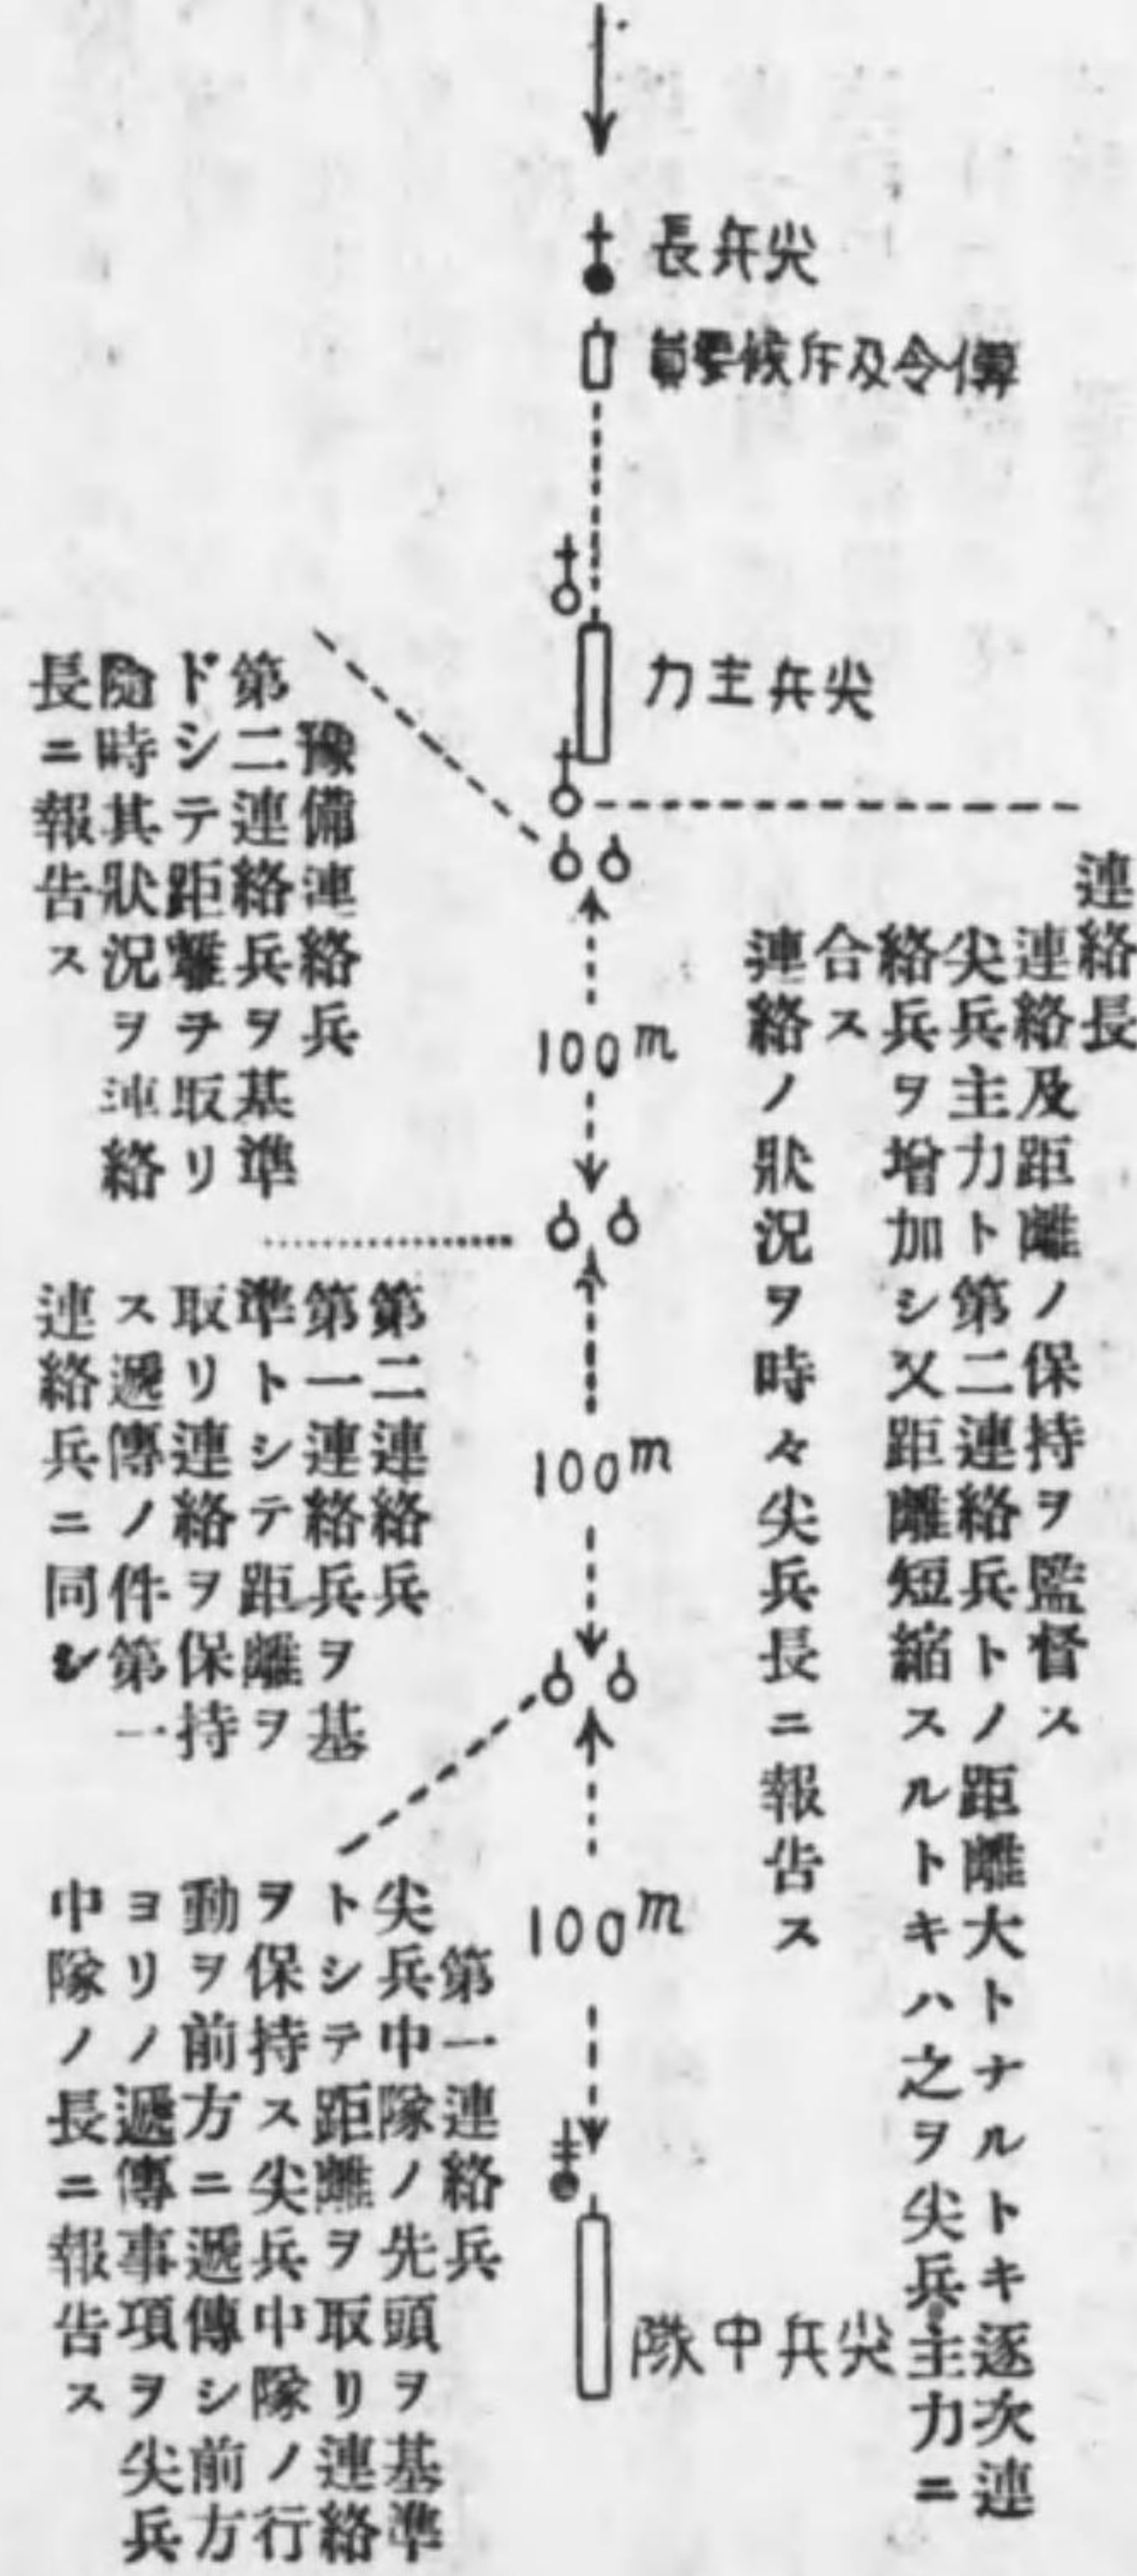 尖兵長
傳令及斥候要員
尖兵主力
連絡長
連絡及距離ノ保持ヲ監督ス
尖兵主力ト第二連絡兵トノ距離大トナルトキ逐次連
絡兵ヲ增加シ又距離短縮スルトキハ之ヲ尖兵主力ニ
合ス
連絡ノ狀況ヲ時々尖兵長ニ報告ス
豫備連絡兵
第二連絡兵ヲ基準
ドシテ距離ヲ取リ
隨時其狀況ヲ連絡
長ニ報告ス
100m
第二連絡兵
第一連絡兵ヲ基
準トシテ距離ヲ
取リ連絡ヲ保持
ス遞傳ノ件第一
連絡兵ニ同シ
100m
第一連絡兵
尖兵中隊ノ先頭ヲ基準
トシテ距離ヲ取リ連絡
ヲ保持ス尖兵中隊ノ行
動ヲ前方ニ遞傳シ前方
ヨリノ遞傳事項ヲ尖兵
中隊ノ長ニ報告ス
100m
尖兵中隊